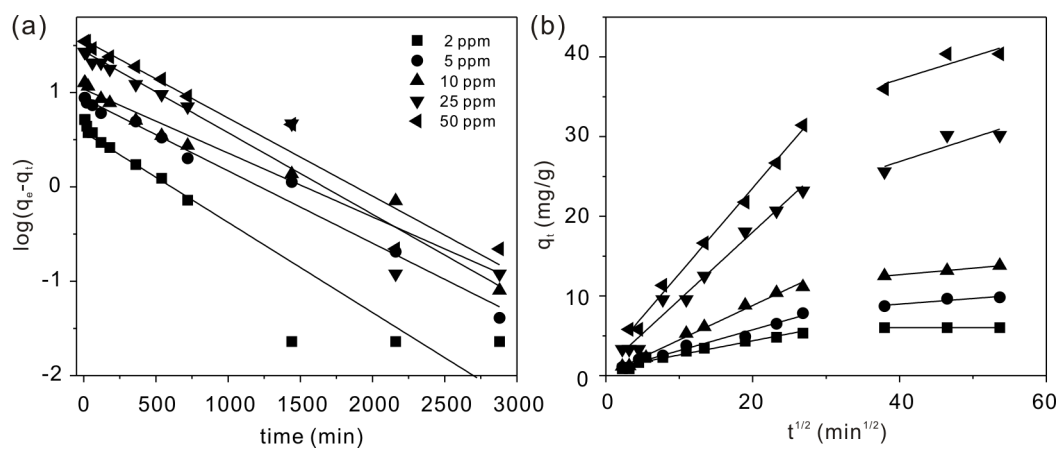 (a)
log(qe-qt)
1
0
-1
-2
2 ppm
5 ppm
10 ppm
25 ppm
50 ppm
0 500 1000 1500 2000 2500 3000
time (min)
(b)
qt (mg/g)
40
30
20
10
0
0 20 40 60
t1/2 (min1/2)